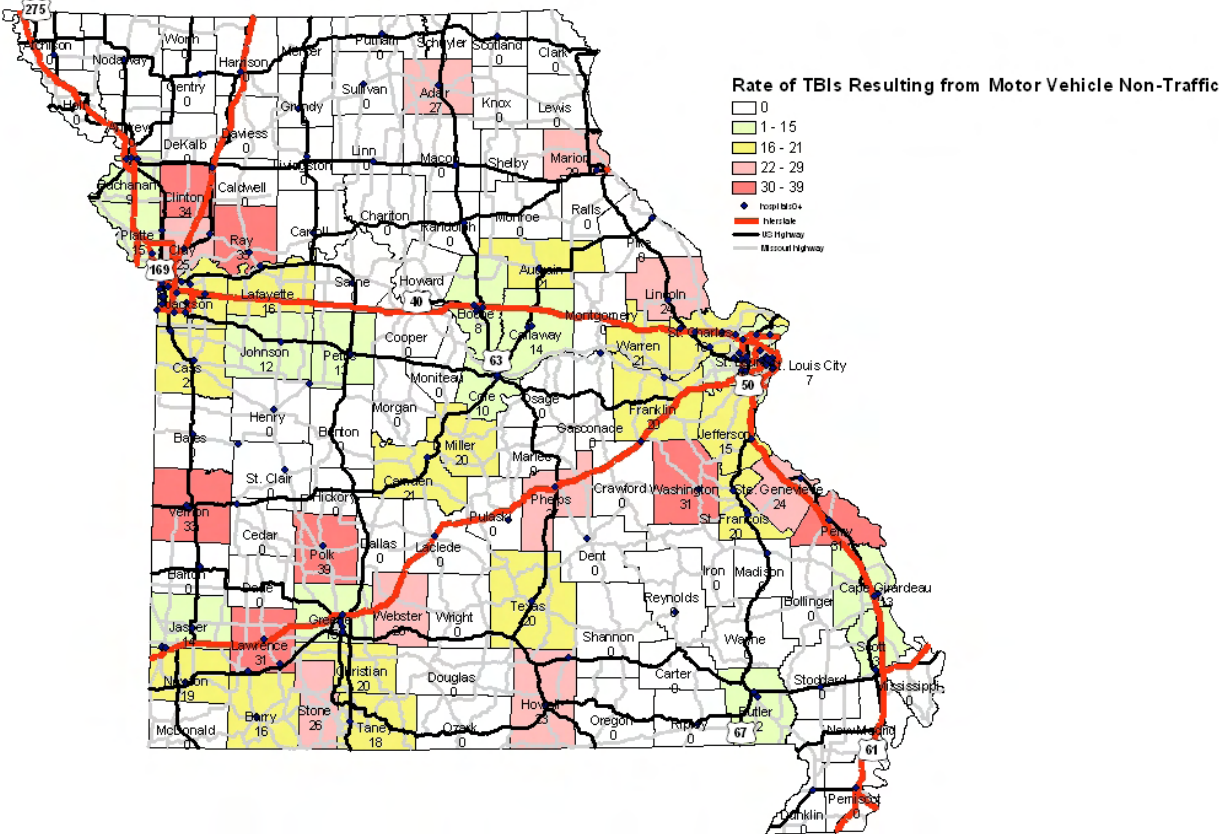 275
Rate of TBIs Resulting from Motor Vehicle Non-Traffic
0
1 - 15
16 - 21
22 - 29
30 - 39
hospitals04
Interstate
US Highway
Missouri highway
Worth
0
Putnam
0
Schuyler
0
Scotland
0
Clark
Nodaway
0
Harrison
0
Gentry
0
Sullivan
0
Adair
27
Knox
0
Lewis
0
Grundy
0
Daviess
0
DeKalb
0
Linn
0
Macon
0
Shelby
0
Marion
Livingston
0
Buchanan
9
Clinton
34
Caldwell
0
Chariton
0
Randolph
0
Monroe
0
Ralls
0
Pike
0
Platte
15
Clay
25
Ray
Carroll
169
Audrain
21
Lafayette
16
Saline
0
Howard
0
40
Boone
8
Callaway
14
Montgomery
Lincoln
24
Jackson
Cooper
0
Warren
21
St. Charles
St. Louis City
7
Johnson
12
Pettis
63
50
Cass
Moniteau
0
Cole
10
Osage
0
Franklin
20
Henry
0
Morgan
0
Gasconade
0
Jefferson
15
Bates
Benton
Miller
20
Maries
0
St. Clair
0
Camden
21
Hickory
0
Phelps
Crawford
0
Washington
31
Ste. Genevieve
24
Vernon
33
Pulaski
0
St. Francois
20
Perry
31
Cedar
0
Polk
39
Dallas
0
Laclede
0
Dent
0
Iron
0
Madison
0
Barton
0
Dade
0
Reynolds
Bollinger
0
Cape Girardeau
13
Jasper
Greene
Webster
Wright
0
Texas
20
Shannon
0
Wayne
Lawrence
31
Scott
Newton
19
Christian
20
Douglas
0
Carter
0
Stoddard
Mississippi
Barry
16
Stone
26
Howell
23
Oregon
0
Ripley
0
Butler
McDonald
0
Taney
18
Ozark
0
67
New Madrid
61
Pemiscot
0
Dunklin
0